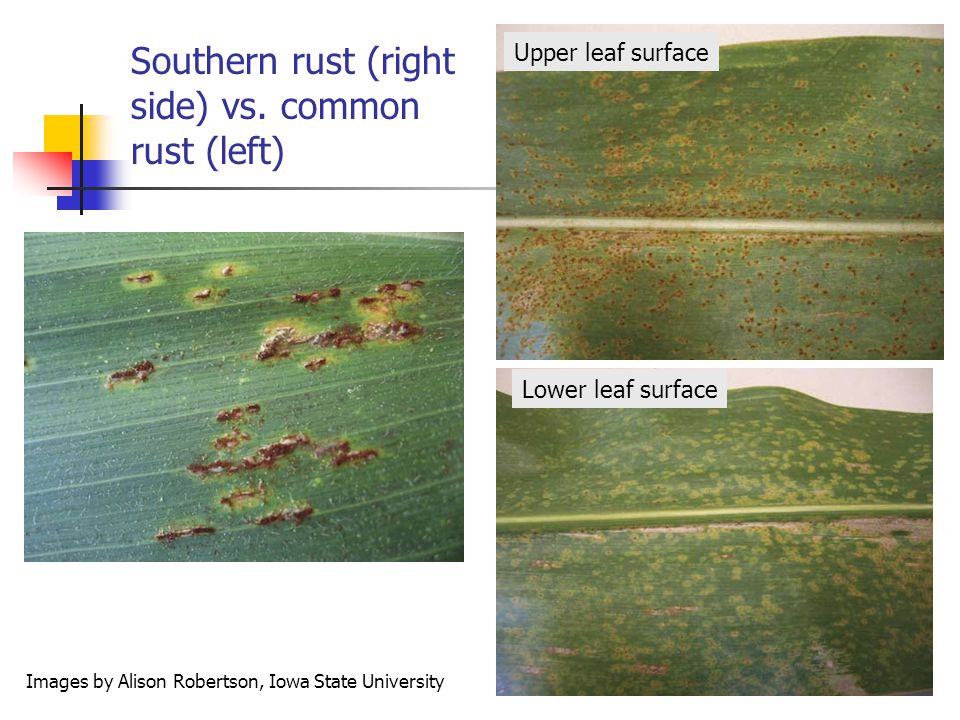 Southern rust (right
side) vs. common
rust (left)
Upper leaf surface
Lower leaf surface
Images by Alison Robertson, Iowa State University